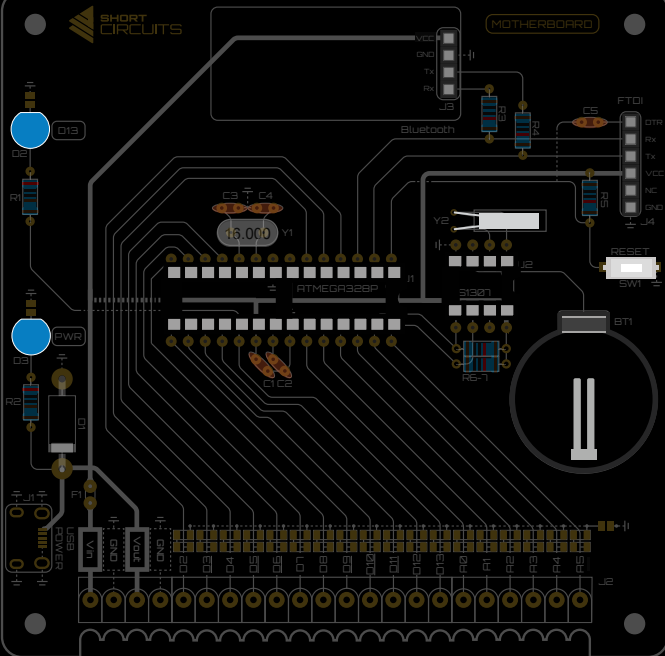 SHORT
CIRCUITS
MOTHERBOARD
VCC
GND
Tx
Rx
J3
Bluetooth
R3
R4
C5
FTDI
DTR
Rx
Tx
VCC
NC
GND
J4
R5
D13
D2
R1
C3 C4
16.000
Y1
Y2
RESET
SW1
J2
ATMEGA328P
I1
S1307
BT1
PWR
D3
R2
D1
C1 C2
R6-7
J1
F1
USB
POWER
Vin
GND
Vout
GND
D2
D3
D4
D5
D6
D7
D8
D9
D10
D11
D12
D13
A0
A1
A2
A3
A4
A5